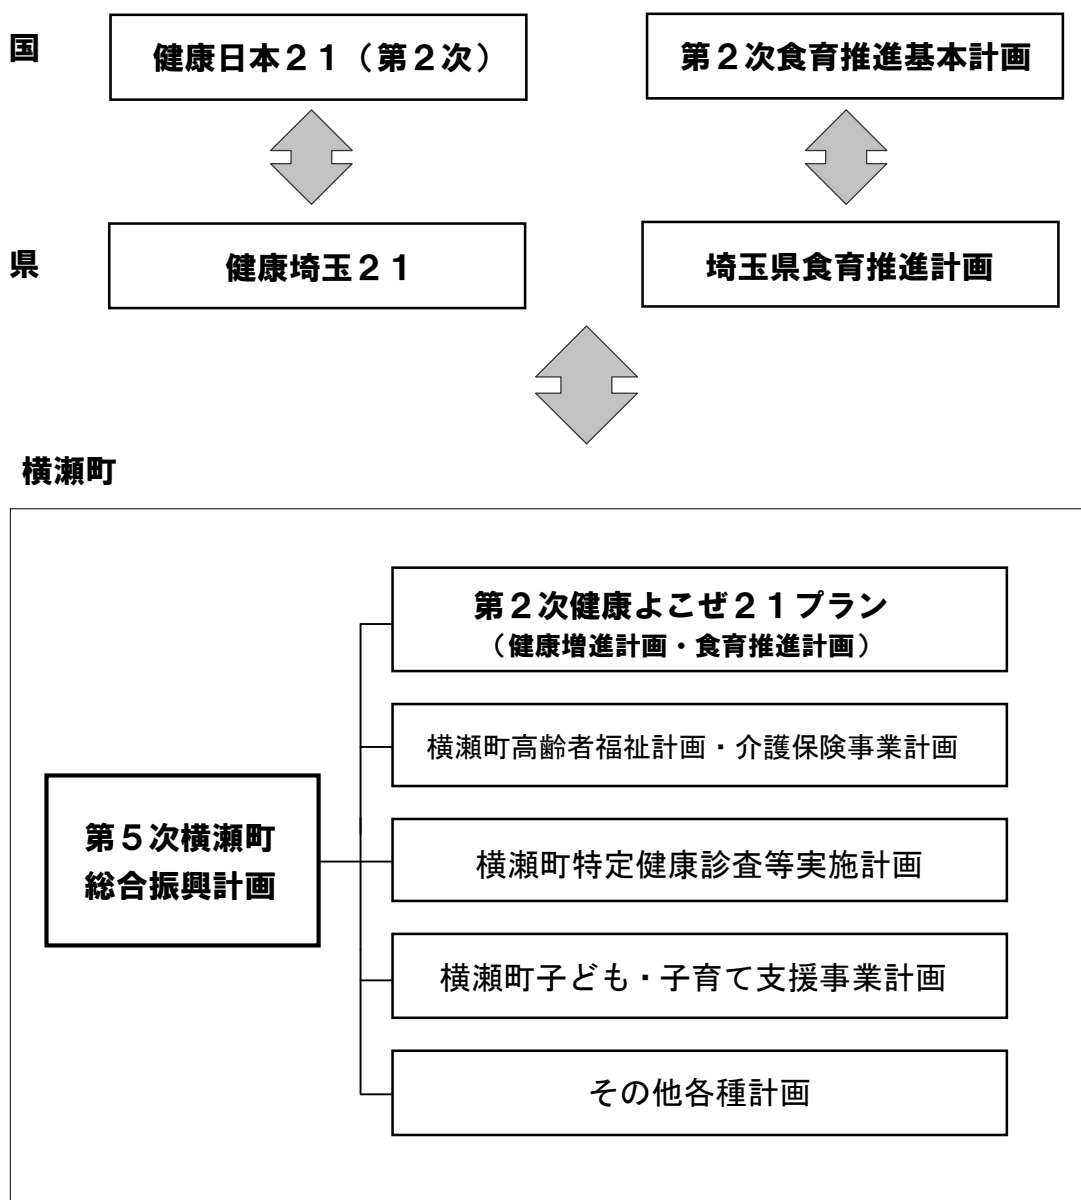 国
健康日本２１（第２次）
第２次食育推進基本計画
県
健康埼玉２１
埼玉県食育推進計画
横瀬町
第２次健康よこぜ２１プラン
（健康増進計画・食育推進計画）
横瀬町高齢者福祉計画・介護保険事業計画
第５次横瀬町
総合振興計画
横瀬町特定健康診査等実施計画
横瀬町子ども・子育て支援事業計画
その他各種計画